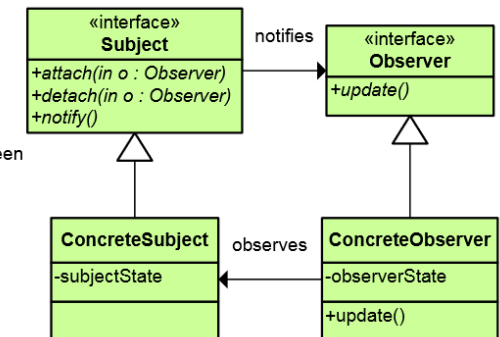 «interface»
Subject
+attach(in o : Observer)
+detach(in o : Observer)
+notify()
notifies
«interface»
Observer
+update()
een
ConcreteSubject
-subjectState
observes
ConcreteObserver
-observerState
+update()